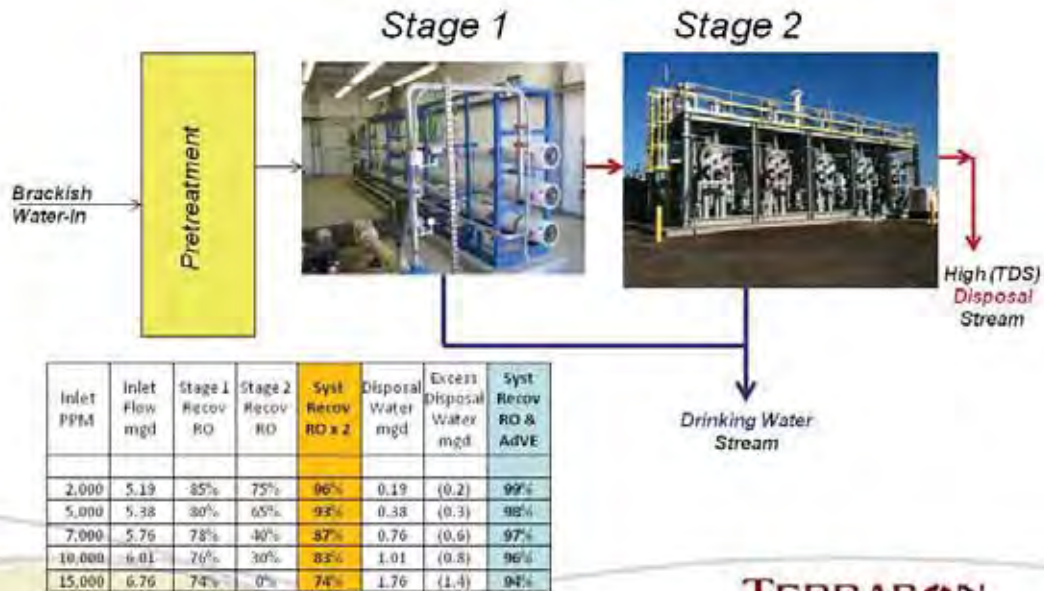 Stage 1 Stage 2
Pretreatment
Brackish
Water-In
High (TDS)
Disposal
Stream
Drinking Water
Stream
Inlet PPM | Inlet Flow mgd | Stage 1 Recov RO | Stage 2 Recov RO | Syst Recov RO x 2 | Disposal Water mgd | Excess Disposal Water mgd | Syst Recov RO & AdVE
2,000 5.19 85% 75% 96% 0.19 (0.2) 99%
5,000 5.38 80% 65% 93% 0.38 (0.3) 98%
7,000 5.76 78% 40% 87% 0.76 (0.6) 97%
10,000 6.01 76% 30% 83% 1.01 (0.8) 96%
15,000 6.76 74% 0% 74% 1.76 (1.4) 94%